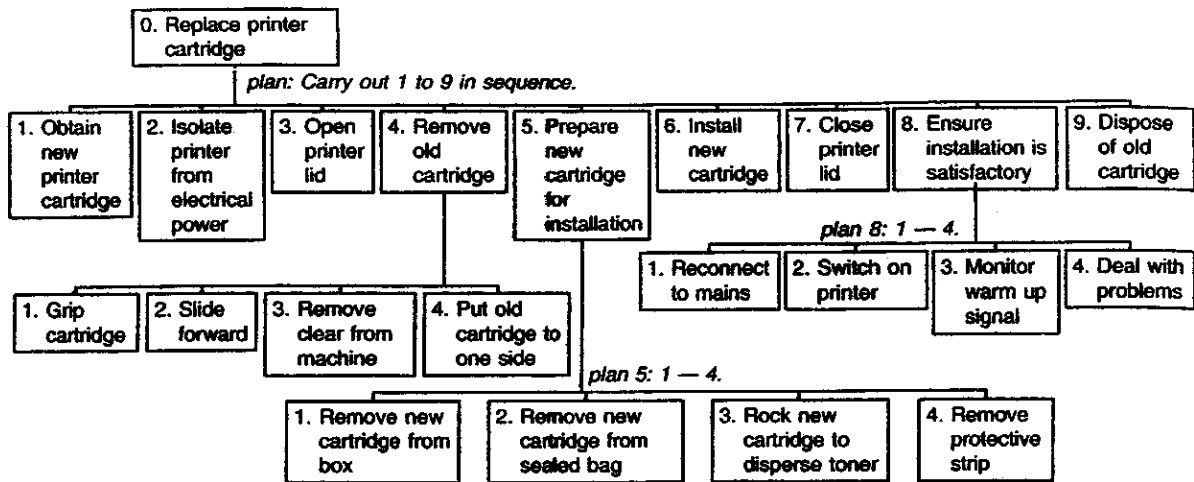 0. Replace printer
cartridge
plan: Carry out 1 to 9 in sequence.
1. Obtain
new
printer
cartridge
2. Isolate
printer
from
electrical
power
3. Open
printer
lid
4. Remove
old
cartridge
5. Prepare
new
cartridge
for
installation
6. Install
new
cartridge
7. Close
printer
lid
8. Ensure
installation is
satisfactory
9. Dispose
of old
cartridge
plan 8: 1 — 4.
1. Reconnect
to mains
2. Switch on
printer
3. Monitor
warm up
signal
4. Deal with
problems
1. Grip
cartridge
2. Slide
forward
3. Remove
clear from
machine
4. Put old
cartridge to
one side
plan 5: 1 — 4.
1. Remove new
cartridge from
box
2. Remove new
cartridge from
sealed bag
3. Rock new
cartridge to
disperse toner
4. Remove
protective
strip